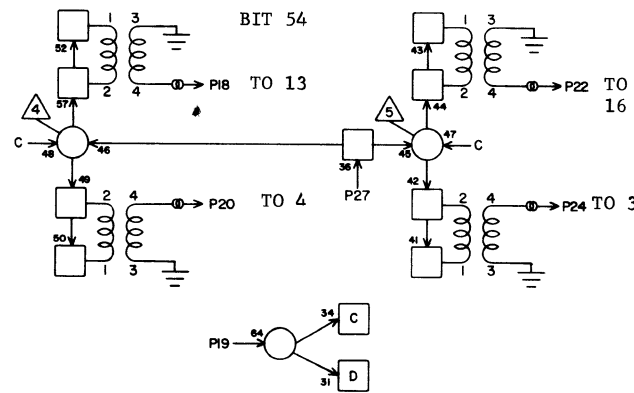 1 3 BIT 54 1 3
52 43
2 4 P18 TO 13 2 4 P22 TO 16
57 44
4 5
C 48 46 36 45 47 C
P27
49 42
2 4 P20 TO 4 2 4 P24 TO 3
50 41
1 3 1 3
34 C
P19 64
31 D